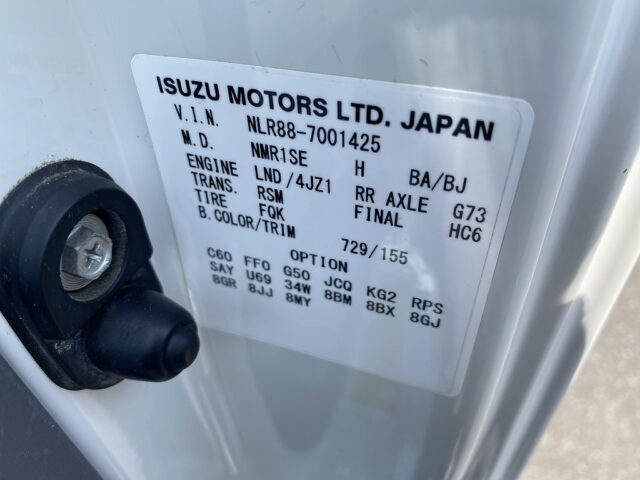 ISUZU MOTORS LTD. JAPAN
V.I.N. NLR88-7001425
M.D. NMR1SE H BA/BJ
ENGINE LND/4JZ1 RR AXLE G73
TRANS. RSM FINAL HC6
TIRE FQK
B.COLOR/TRIM 729/155
OPTION
C60 FF0 G50 JCQ KG2 RPS
SAY U69 34W 8BM 8BX 8GJ
8GR 8JJ 8MY